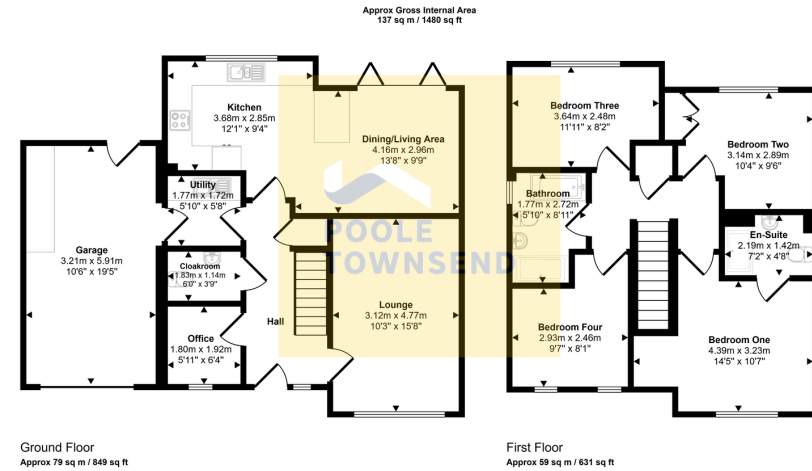 Approx Gross Internal Area
137 sq m / 1480 sq ft
Kitchen
3.68m x 2.85m
12'1" x 9'4"
Dining/Living Area
4.16m x 2.96m
13'8" x 9'9"
Utility
1.77m x 1.72m
5'10" x 5'8"
Garage
3.21m x 5.91m
10'6" x 19'5"
Cloakroom
1.83m x 1.14m
6'0" x 3'9"
Office
1.80m x 1.92m
5'11" x 6'4"
Hall
Lounge
3.12m x 4.77m
10'3" x 15'8"
POOLE
TOWNSEND
Bedroom Three
3.64m x 2.48m
11'11" x 8'2"
Bedroom Two
3.14m x 2.89m
10'4" x 9'6"
Bathroom
1.77m x 2.72m
5'10" x 8'11"
En-Suite
2.19m x 1.42m
7'2" x 4'8"
Bedroom Four
2.93m x 2.46m
9'7" x 8'1"
Bedroom One
4.39m x 3.23m
14'5" x 10'7"
Ground Floor
Approx 79 sq m / 849 sq ft
First Floor
Approx 59 sq m / 631 sq ft